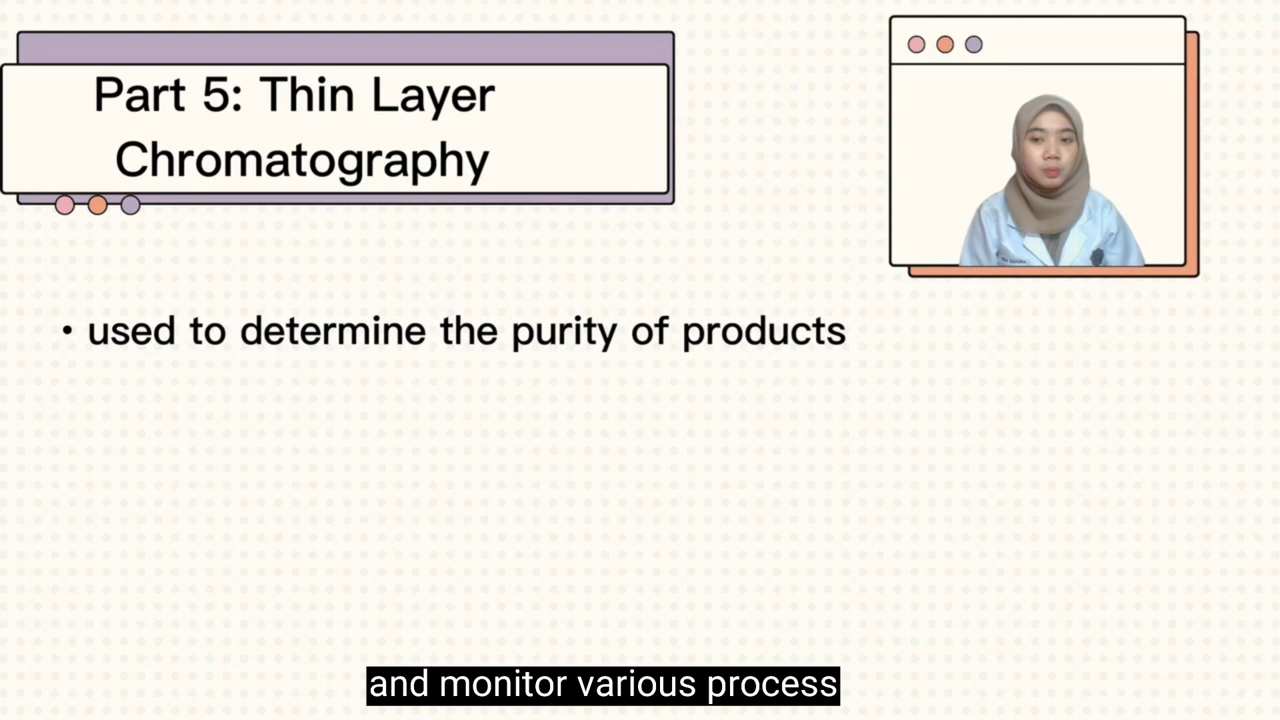 Part 5: Thin Layer
Chromatography
• used to determine the purity of products
and monitor various process